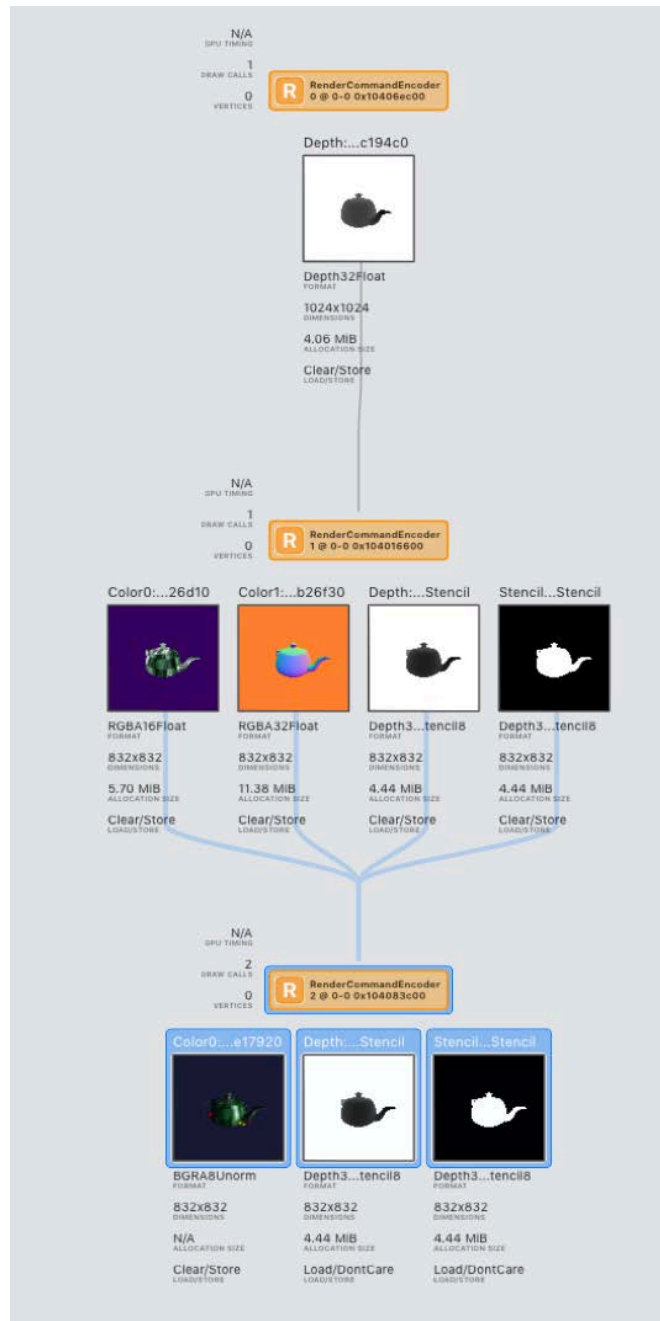 N/A
GPU TIMING
1
DRAW CALLS
0
VERTICES
R
RenderCommandEncoder
0 @ 0-0 0x10406ec00
Depth:...c194c0
Depth32Float
FORMAT
1024x1024
DIMENSIONS
4.06 MiB
ALLOCATION SIZE
Clear/Store
LOAD/STORE
N/A
GPU TIMING
1
DRAW CALLS
0
VERTICES
R
RenderCommandEncoder
1 @ 0-0 0x104016600
Color0:...26d10 Color1:...b26f30 Depth:...Stencil Stencil...Stencil
RGBA16Float RGBA32Float Depth3...tencil8 Depth3...tencil8
FORMAT FORMAT FORMAT FORMAT
832x832 832x832 832x832 832x832
DIMENSIONS DIMENSIONS DIMENSIONS DIMENSIONS
5.70 MiB 11.38 MiB 4.44 MiB 4.44 MiB
ALLOCATION SIZE ALLOCATION SIZE ALLOCATION SIZE ALLOCATION SIZE
Clear/Store Clear/Store Clear/Store Clear/Store
LOAD/STORE LOAD/STORE LOAD/STORE LOAD/STORE
N/A
GPU TIMING
2
DRAW CALLS
0
VERTICES
R
RenderCommandEncoder
2 @ 0-0 0x104083c00
Color0:...e17920 Depth:...Stencil Stencil...Stencil
BGRA8Unorm Depth3...tencil8 Depth3...tencil8
FORMAT FORMAT FORMAT
832x832 832x832 832x832
DIMENSIONS DIMENSIONS DIMENSIONS
N/A 4.44 MiB 4.44 MiB
ALLOCATION SIZE ALLOCATION SIZE ALLOCATION SIZE
Clear/Store Load/DontCare Load/DontCare
LOAD/STORE LOAD/STORE LOAD/STORE